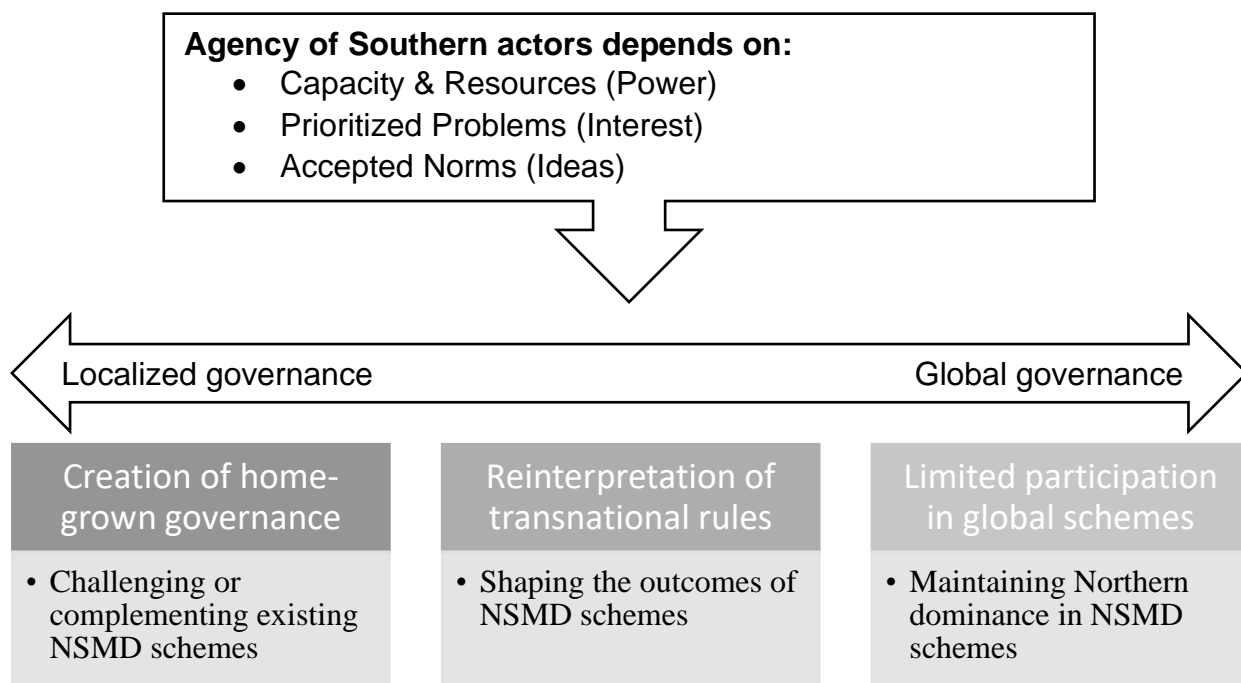 Agency of Southern actors depends on:
• Capacity & Resources (Power)
• Prioritized Problems (Interest)
• Accepted Norms (Ideas)
Localized governance
Global governance
Creation of home-
grown governance
• Challenging or
complementing existing
NSMD schemes
Reinterpretation of
transnational rules
• Shaping the outcomes of
NSMD schemes
Limited participation
in global schemes
• Maintaining Northern
dominance in NSMD
schemes